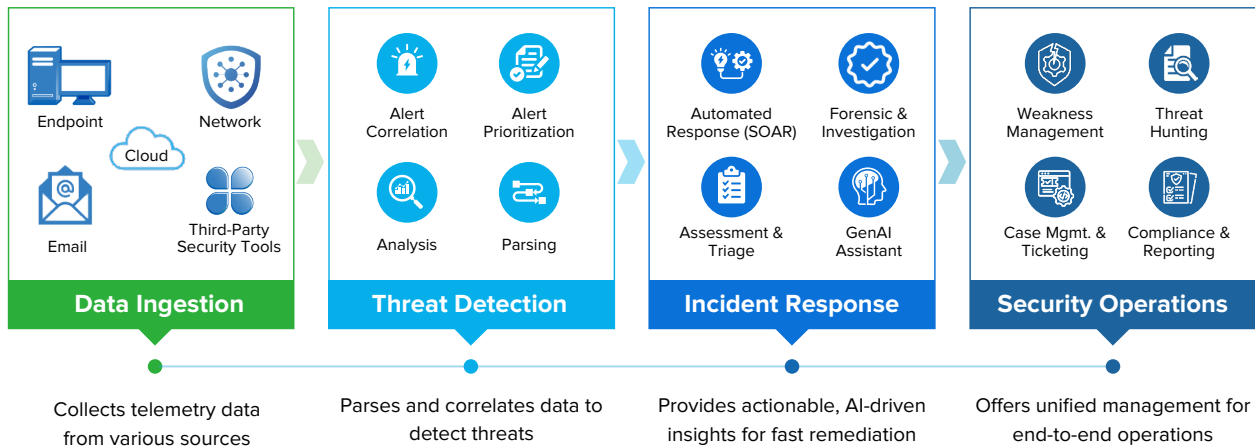 Endpoint
Network
Cloud
Email
Third-Party
Security Tools
Data Ingestion
Alert
Correlation
Alert
Prioritization
Analysis
Parsing
Threat Detection
Automated
Response (SOAR)
Forensic &
Investigation
Assessment &
Triage
GenAI
Assistant
Incident Response
Weakness
Management
Threat
Hunting
Case Mgmt. &
Ticketing
Compliance &
Reporting
Security Operations
Collects telemetry data
from various sources
Parses and correlates data to
detect threats
Provides actionable, AI-driven
insights for fast remediation
Offers unified management for
end-to-end operations